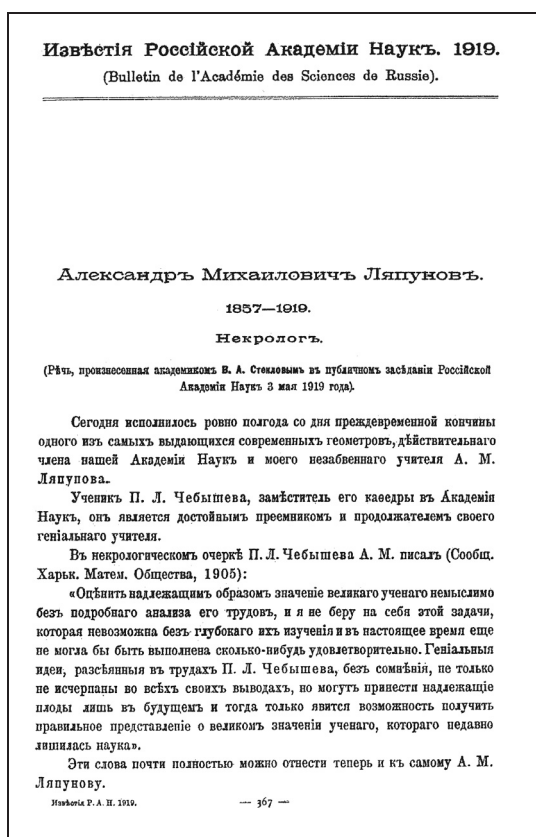 Извѣстія Россійской Академіи Наукъ. 1919.
(Bulletin de l'Académie des Sciences de Russie).
Александръ Михаиловичъ Ляпуновъ.
1857—1919.
Некрологъ.
(Рѣчь, произнесенная академикомъ В. А. Стекловымъ въ публичномъ засѣданіи Россійской
Академіи Наукъ 3 мая 1919 года).
Сегодня исполнилось ровно полгода со дня преждевременной кончины
одного изъ самыхъ выдающихся современныхъ геометровъ, дѣйствительнаго
члена нашей Академіи Наукъ и моего незабвеннаго учителя А. М.
Ляпунова.
Ученикъ П. Л. Чебышева, замѣститель его каѳедры въ Академіи
Наукъ, онъ является достойнымъ преемникомъ и продолжателемъ своего
геніальнаго учителя.
Въ некрологическомъ очеркѣ П. Л. Чебышева А. М. писалъ (Сообщ.
Харьк. Матем. Общества, 1905):
«Оцѣнить надлежащимъ образомъ значеніе великаго ученаго немыслимо
безъ подробнаго анализа его трудовъ, и я не беру на себя этой задачи,
которая невозможна безъ глубокаго ихъ изученія и въ настоящее время еще
не могла бы быть выполнена сколько-нибудь удовлетворительно. Геніальныя
идеи, разсѣянныя въ трудахъ П. Л. Чебышева, безъ сомнѣнія, не только
не исчерпаны во всѣхъ своихъ выводахъ, но могутъ принести надлежащіе
плоды лишь въ будущемъ и тогда только явится возможность получить
правильное представленіе о великомъ значеніи ученаго, котораго недавно
лишилась наука».
Эти слова почти полностью можно отнести теперь и къ самому А. М.
Ляпунову.
Извѣстія Р. А. Н. 1919.
— 367 —